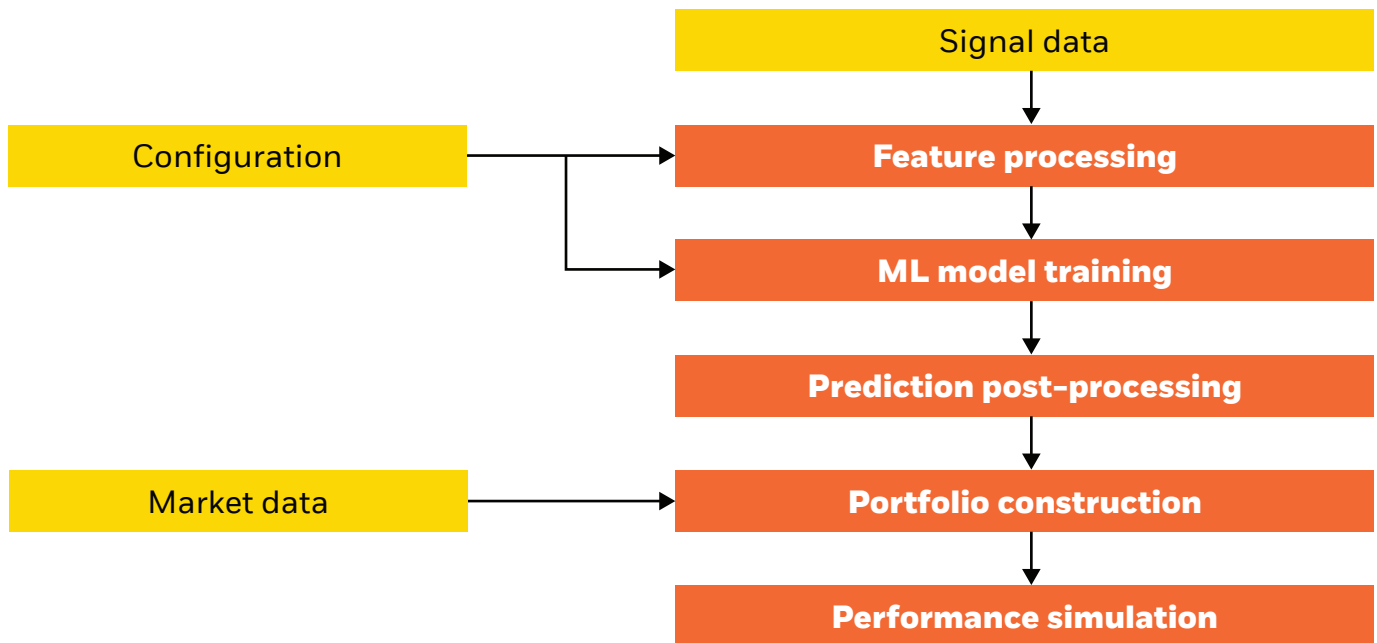 Signal data
Configuration
Feature processing
ML model training
Prediction post-processing
Market data
Portfolio construction
Performance simulation